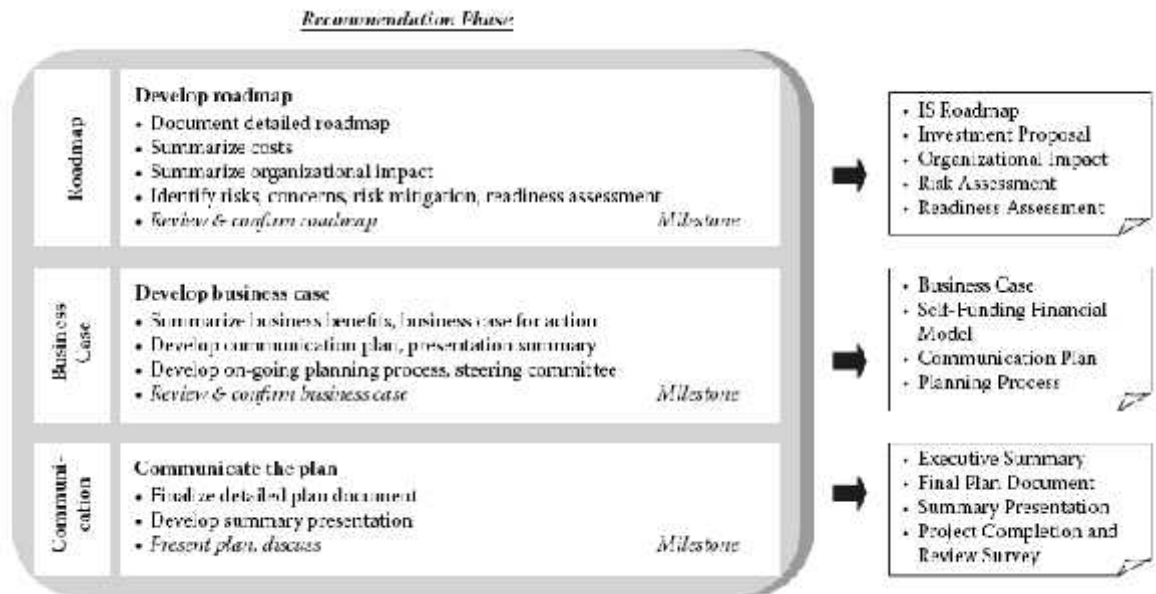 Recommendation Phase
Roadmap
Develop roadmap
• Document detailed roadmap
• Summarize costs
• Summarize organizational impact
• Identify risks, concerns, risk mitigation, readiness assessment
• Review & confirm roadmap Milestone
• IS Roadmap
• Investment Proposal
• Organizational Impact
• Risk Assessment
• Readiness Assessment
Business
Case
Develop business case
• Summarize business benefits, business case for action
• Develop communication plan, presentation summary
• Develop on-going planning process, steering committee
• Review & confirm business case Milestone
• Business Case
• Self-Funding Financial
Model
• Communication Plan
• Planning Process
Communi-
cation
Communicate the plan
• Finalize detailed plan document
• Develop summary presentation
• Present plan, discuss Milestone
• Executive Summary
• Final Plan Document
• Summary Presentation
• Project Completion and
Review Survey